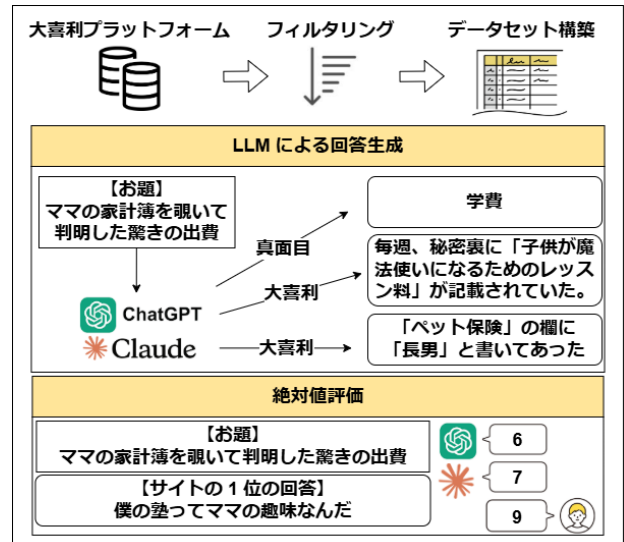 大喜利プラットフォーム
フィルタリング
データセット構築
LLM による回答生成
【お題】
ママの家計簿を覗いて
判明した驚きの出費
真面目
学費
ChatGPT
大喜利
毎週、秘密裏に「子供が魔
法使いになるためのレッス
ン料」が記載されていた。
Claude
大喜利
「ペット保険」の欄に
「長男」と書いてあった
絶対値評価
【お題】
ママの家計簿を覗いて判明した驚きの出費
【サイトの 1 位の回答】
僕の塾ってママの趣味なんだ
6
7
9